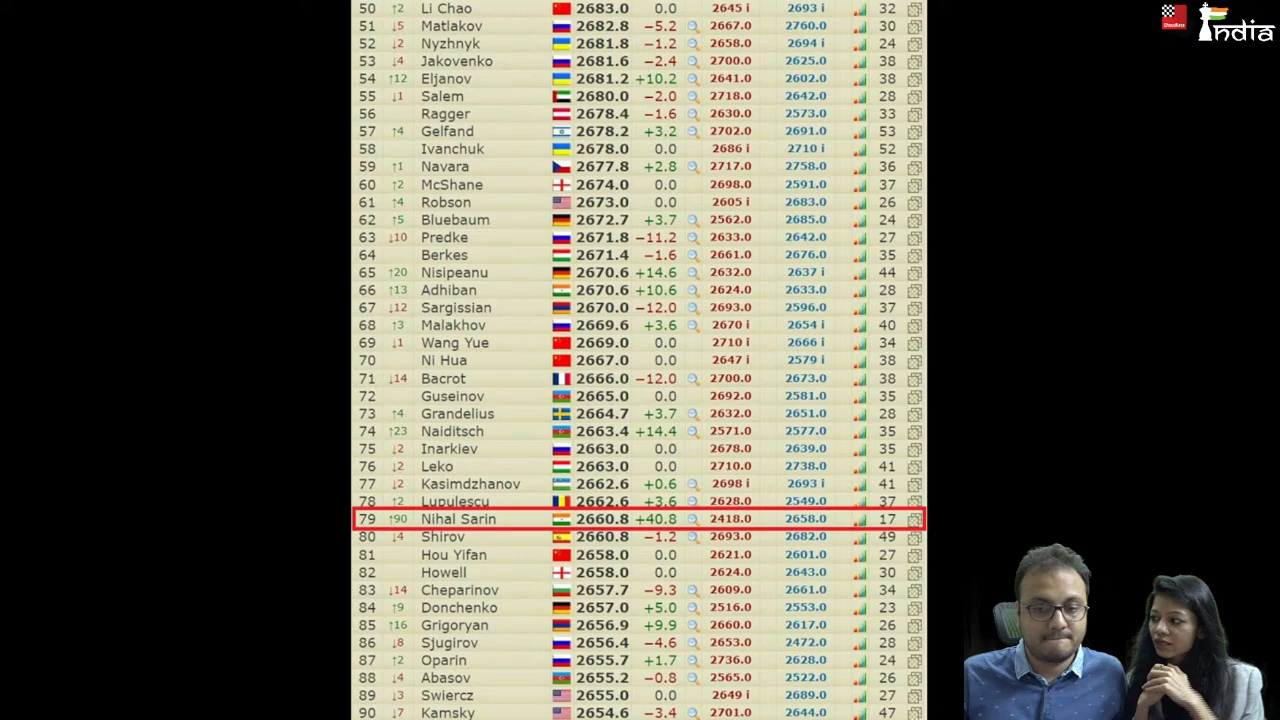 50 ↑2 Li Chao 2683.0 0.0 2645 i 2693 i 32
51 ↓5 Matlakov 2682.8 −5.2 2667.0 2760.0 30
52 ↓2 Nyzhnyk 2681.8 −1.2 2658.0 2694 i 24
53 ↓4 Jakovenko 2681.6 −2.4 2700.0 2625.0 38
54 ↑12 Eljanov 2681.2 +10.2 2641.0 2602.0 38
55 ↓1 Salem 2680.0 −2.0 2718.0 2642.0 28
56 Ragger 2678.4 −1.6 2630.0 2573.0 33
57 ↑4 Gelfand 2678.2 +3.2 2702.0 2691.0 53
58 Ivanchuk 2678.0 0.0 2686 i 2710 i 52
59 ↑1 Navara 2677.8 +2.8 2717.0 2758.0 36
60 ↑2 McShane 2674.0 0.0 2698.0 2591.0 37
61 ↑4 Robson 2673.0 0.0 2605 i 2683.0 26
62 ↑5 Bluebaum 2672.7 +3.7 2562.0 2685.0 24
63 ↓10 Predke 2671.8 −11.2 2633.0 2642.0 27
64 Berkes 2671.4 −1.6 2661.0 2676.0 35
65 ↑20 Nisipeanu 2670.6 +14.6 2632.0 2637 i 44
66 ↑13 Adhiban 2670.6 +10.6 2624.0 2633.0 28
67 ↓12 Sargissian 2670.0 −12.0 2693.0 2596.0 37
68 ↑3 Malakhov 2669.6 +3.6 2670 i 2654 i 40
69 ↓1 Wang Yue 2669.0 0.0 2710 i 2666 i 34
70 Ni Hua 2667.0 0.0 2647 i 2579 i 38
71 ↓14 Bacrot 2666.0 −12.0 2700.0 2673.0 38
72 Guseinov 2665.0 0.0 2692.0 2581.0 35
73 ↑4 Grandelius 2664.7 +3.7 2632.0 2651.0 28
74 ↑23 Naiditsch 2663.4 +14.4 2571.0 2577.0 35
75 ↓2 Inarkiev 2663.0 0.0 2678.0 2639.0 35
76 ↓2 Leko 2663.0 0.0 2710.0 2738.0 41
77 ↓2 Kasimdzhanov 2662.6 +0.6 2698 i 2693 i 41
78 ↑2 Lupulescu 2662.6 +3.6 2628.0 2549.0 37
79 ↑90 Nihal Sarin 2660.8 +40.8 2418.0 2658.0 17
80 ↓4 Shirov 2660.8 −1.2 2693.0 2682.0 49
81 Hou Yifan 2658.0 0.0 2621.0 2601.0 27
82 Howell 2658.0 0.0 2624.0 2643.0 30
83 ↓14 Cheparinov 2657.7 −9.3 2609.0 2661.0 34
84 ↑9 Donchenko 2657.0 +5.0 2516.0 2553.0 23
85 ↑16 Grigoryan 2656.9 +9.9 2660.0 2617.0 26
86 ↓8 Sjugirov 2656.4 −4.6 2653.0 2472.0 28
87 ↑2 Oparin 2655.7 +1.7 2736.0 2628.0 24
88 ↓4 Abasov 2655.2 −0.8 2565.0 2522.0 26
89 ↓3 Swiercz 2655.0 0.0 2649 i 2689.0 27
90 ↓7 Kamsky 2654.6 −3.4 2701.0 2644.0 47
ChessBase
India